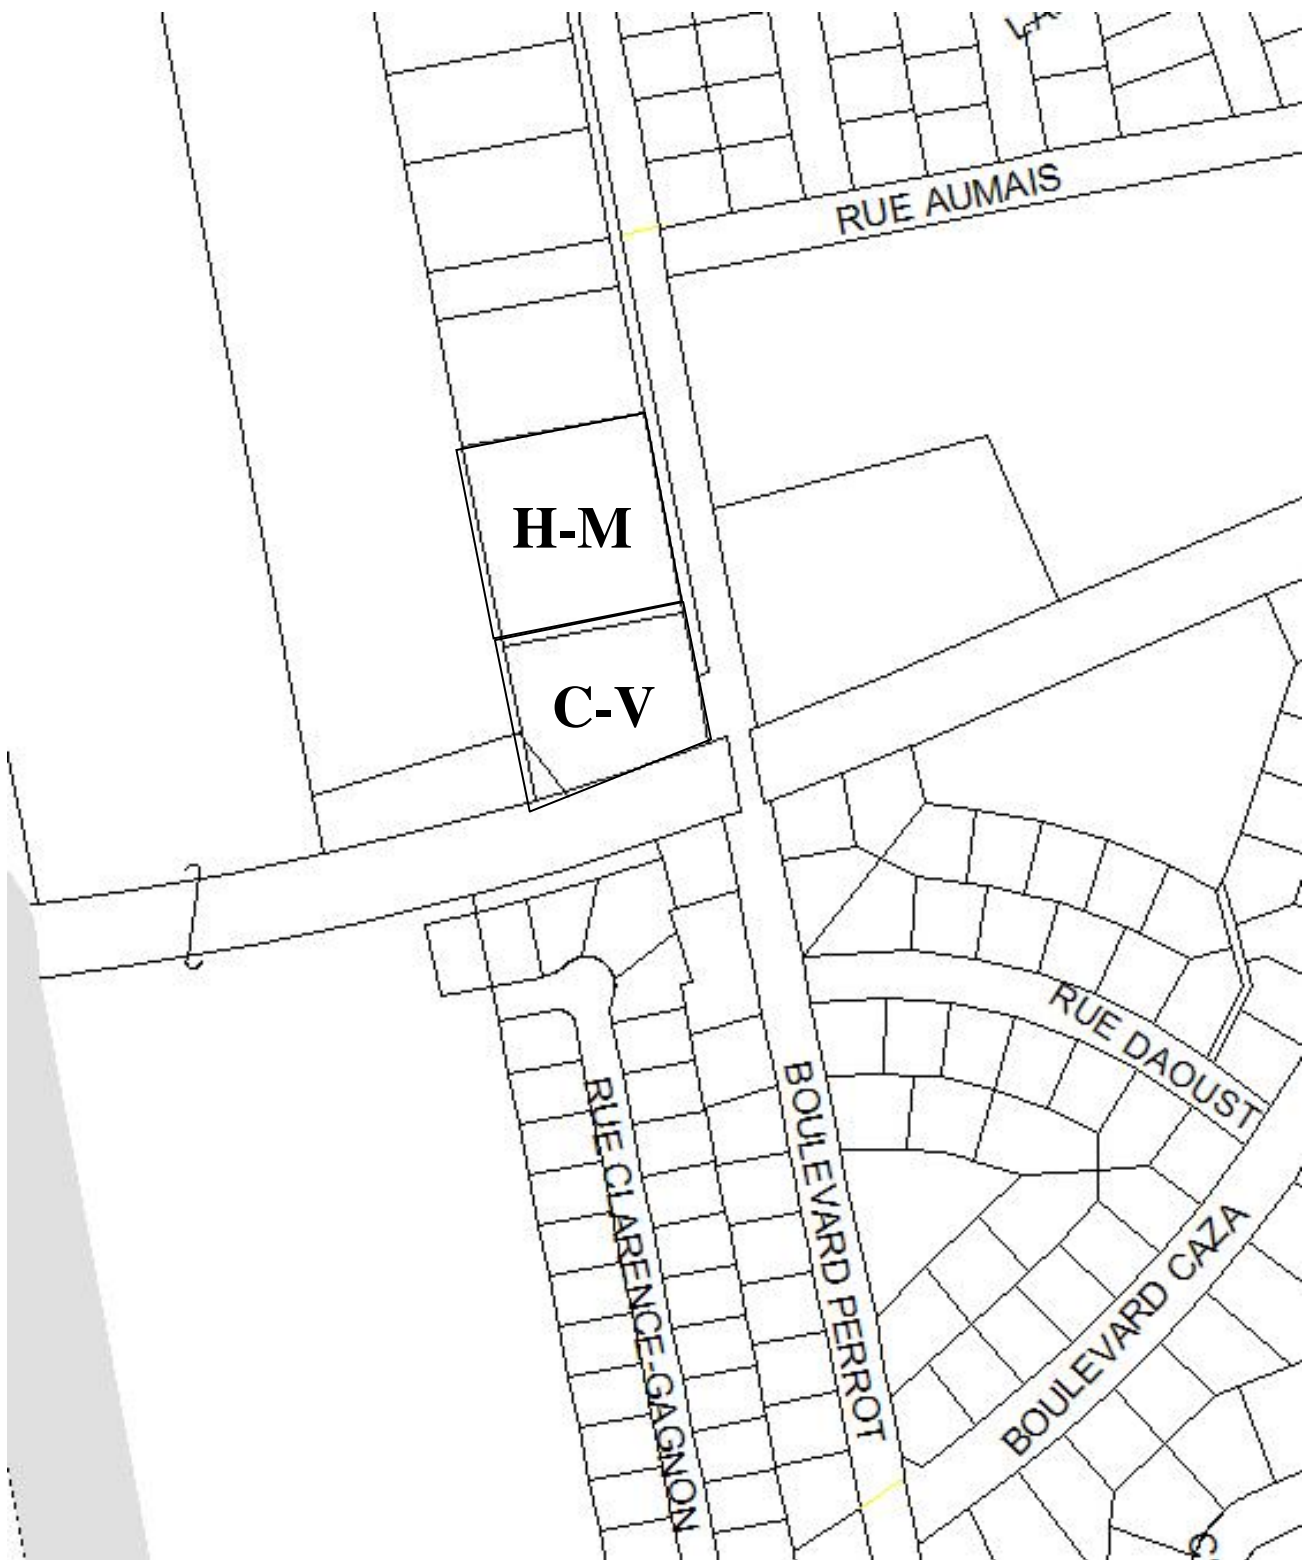 RUE AUMAIS
H-M
C-V
RUE DAOUST
RUE CLARENCE-GAGNON
BOULEVARD PERROT
BOULEVARD CAZA